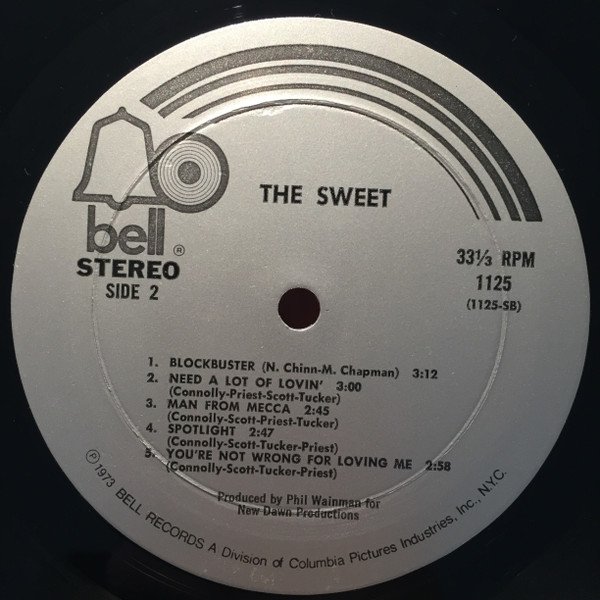 THE SWEET
bell ®
STEREO
SIDE 2
33⅓ RPM
1125
(1125-SB)
1. BLOCKBUSTER (N. Chinn-M. Chapman) 3:12
2. NEED A LOT OF LOVIN' 3:00
(Connolly-Priest-Scott-Tucker)
3. MAN FROM MECCA 2:45
(Connolly-Scott-Priest-Tucker)
4. SPOTLIGHT 2:47
(Connolly-Scott-Tucker-Priest)
5. YOU'RE NOT WRONG FOR LOVING ME 2:58
(Connolly-Scott-Tucker-Priest)
Produced by Phil Wainman for
New Dawn Productions
℗ 1973 BELL RECORDS A Division of Columbia Pictures Industries, Inc., N.Y.C.